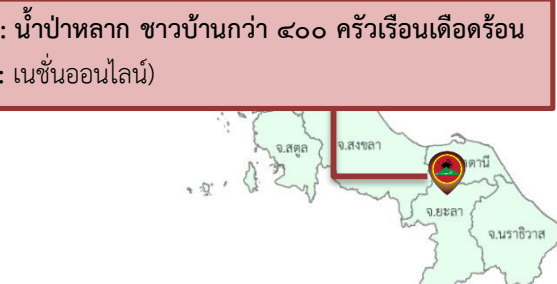 : น้ำป่าหลาก ชาวบ้านกว่า ๔๐๐ ครัวเรือนเดือดร้อน
: เนชั่นออนไลน์)
จ.สตูล
จ.สงขลา
ตตานี
จ.ยะลา
จ.นราธิวาส